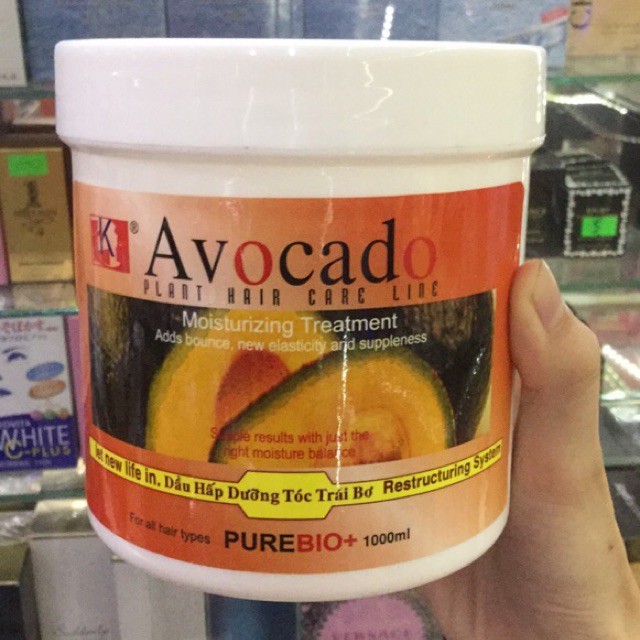 K ® Avocado
PLANT HAIR CARE LINE
Moisturizing Treatment
Adds bounce, new elasticity and suppleness
Simple results with just the
right moisture balance
let new life in. Dầu Hấp Dưỡng Tóc Trái Bơ Restructuring System
For all hair types PUREBIO+ 1000ml
WHITE
C-PLUS
VERSACE